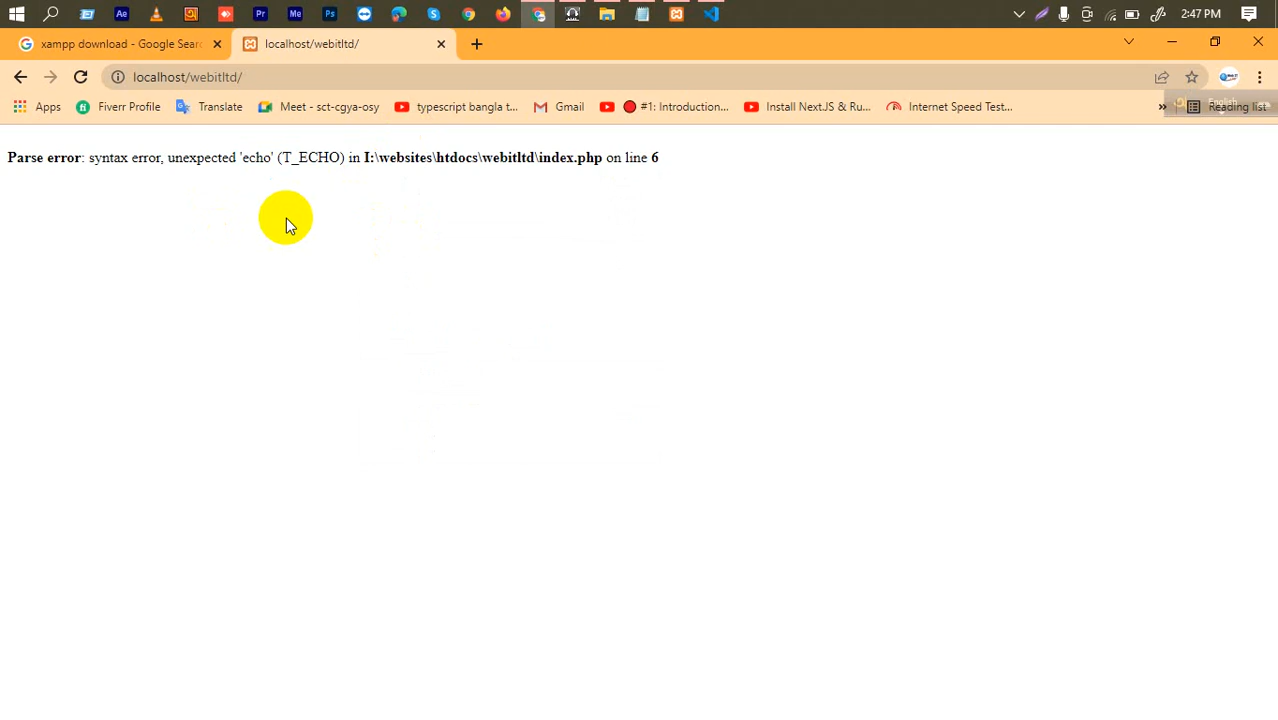 2:47 PM
xampp download - Google Sear
localhost/webitltd/
localhost/webitltd/
Apps
Fiverr Profile
Translate
Meet - sct-cgya-osy
typescript bangla t...
Gmail
#1: Introduction...
Install NextJS & Ru...
Internet Speed Test...
»
English
Reading list
Parse error: syntax error, unexpected 'echo' (T_ECHO) in I:\websites\htdocs\webitltd\index.php on line 6